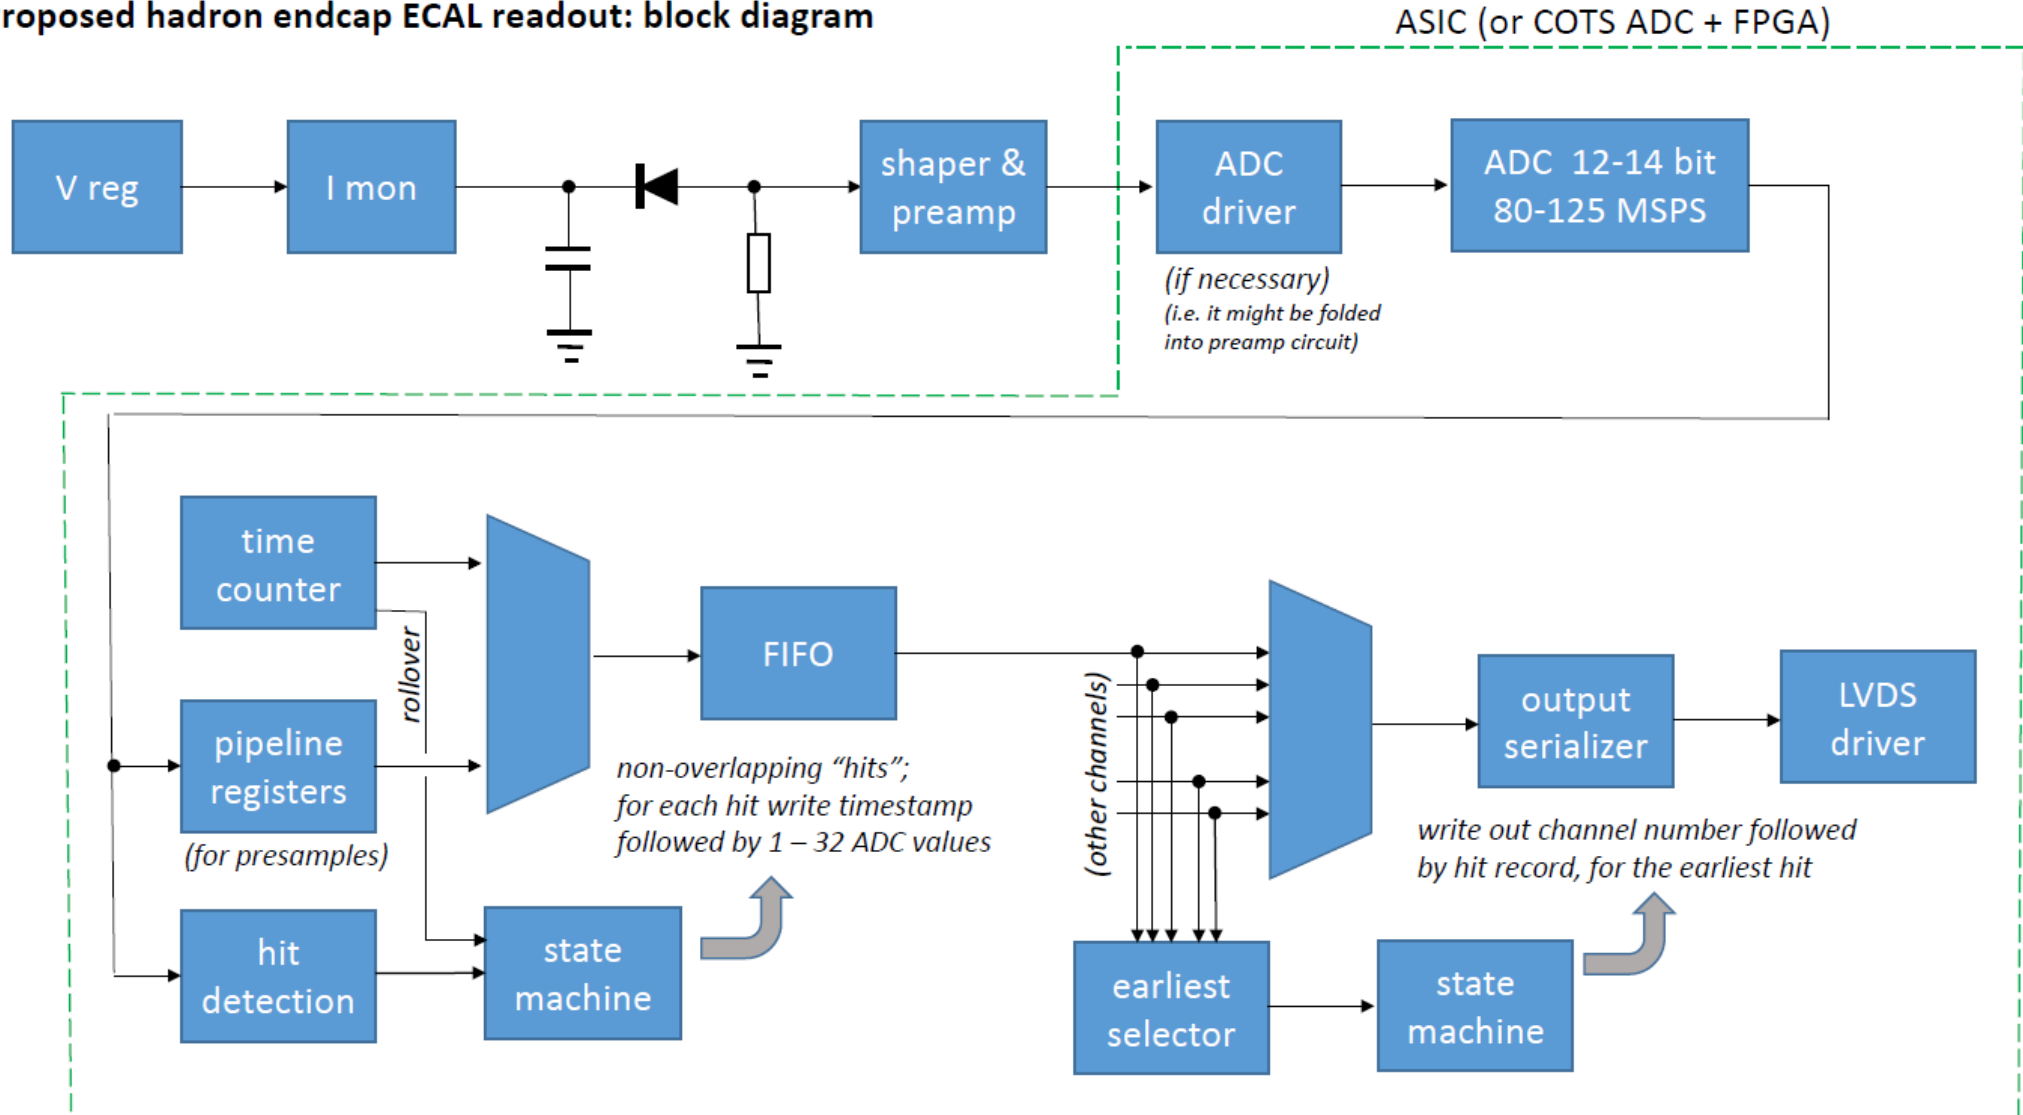 roposed hadron endcap ECAL readout: block diagram
ASIC (or COTS ADC + FPGA)
V reg
I mon
shaper &
preamp
ADC
driver
ADC 12-14 bit
80-125 MSPS
(if necessary)
(i.e. it might be folded
into preamp circuit)
time
counter
rollover
pipeline
registers
(for presamples)
hit
detection
state
machine
FIFO
non-overlapping “hits”;
for each hit write timestamp
followed by 1 – 32 ADC values
(other channels)
earliest
selector
state
machine
output
serializer
LVDS
driver
write out channel number followed
by hit record, for the earliest hit